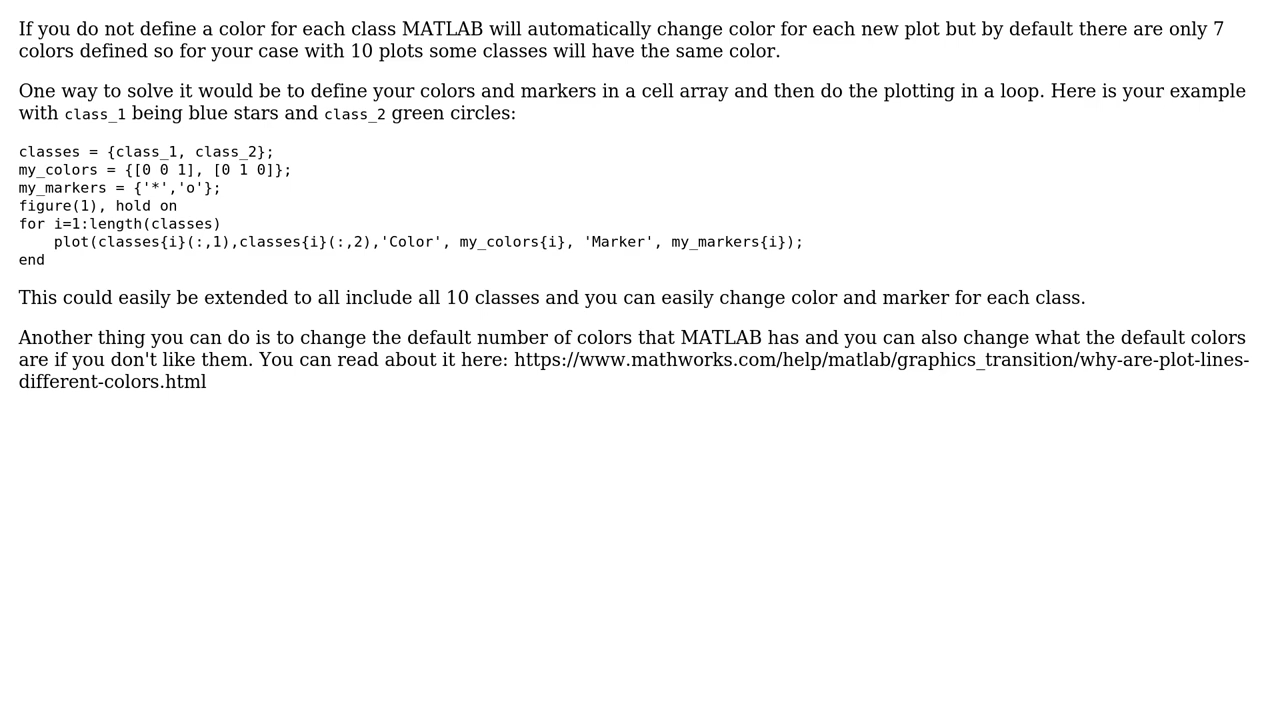 If you do not define a color for each class MATLAB will automatically change color for each new plot but by default there are only 7
colors defined so for your case with 10 plots some classes will have the same color.
One way to solve it would be to define your colors and markers in a cell array and then do the plotting in a loop. Here is your example
with class_1 being blue stars and class_2 green circles:
classes = {class_1, class_2};
my_colors = {[0 0 1], [0 1 0]};
my_markers = {'*','o'};
figure(1), hold on
for i=1:length(classes)
    plot(classes{i}(:,1),classes{i}(:,2),'Color', my_colors{i}, 'Marker', my_markers{i});
end
This could easily be extended to all include all 10 classes and you can easily change color and marker for each class.
Another thing you can do is to change the default number of colors that MATLAB has and you can also change what the default colors
are if you don't like them. You can read about it here: https://www.mathworks.com/help/matlab/graphics_transition/why-are-plot-lines-
different-colors.html